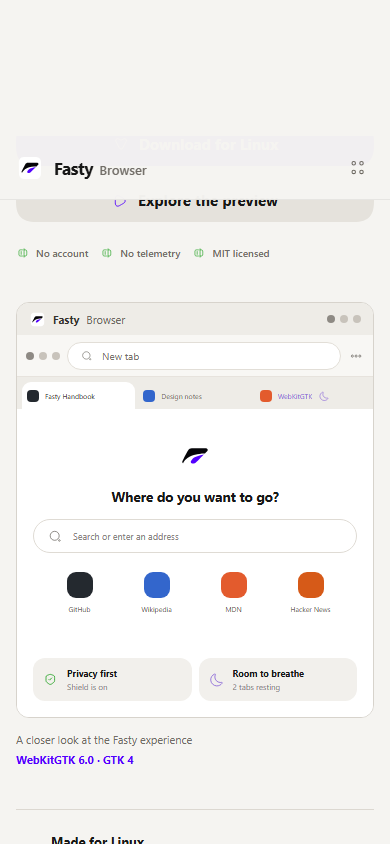 Download for Linux
Fasty Browser
Explore the preview
No account No telemetry MIT licensed
Fasty Browser
New tab
Fasty Handbook Design notes WebKitGTK
Where do you want to go?
Search or enter an address
GitHub Wikipedia MDN Hacker News
Privacy first Room to breathe
Shield is on 2 tabs resting
A closer look at the Fasty experience
WebKitGTK 6.0 · GTK 4
Made for Linux